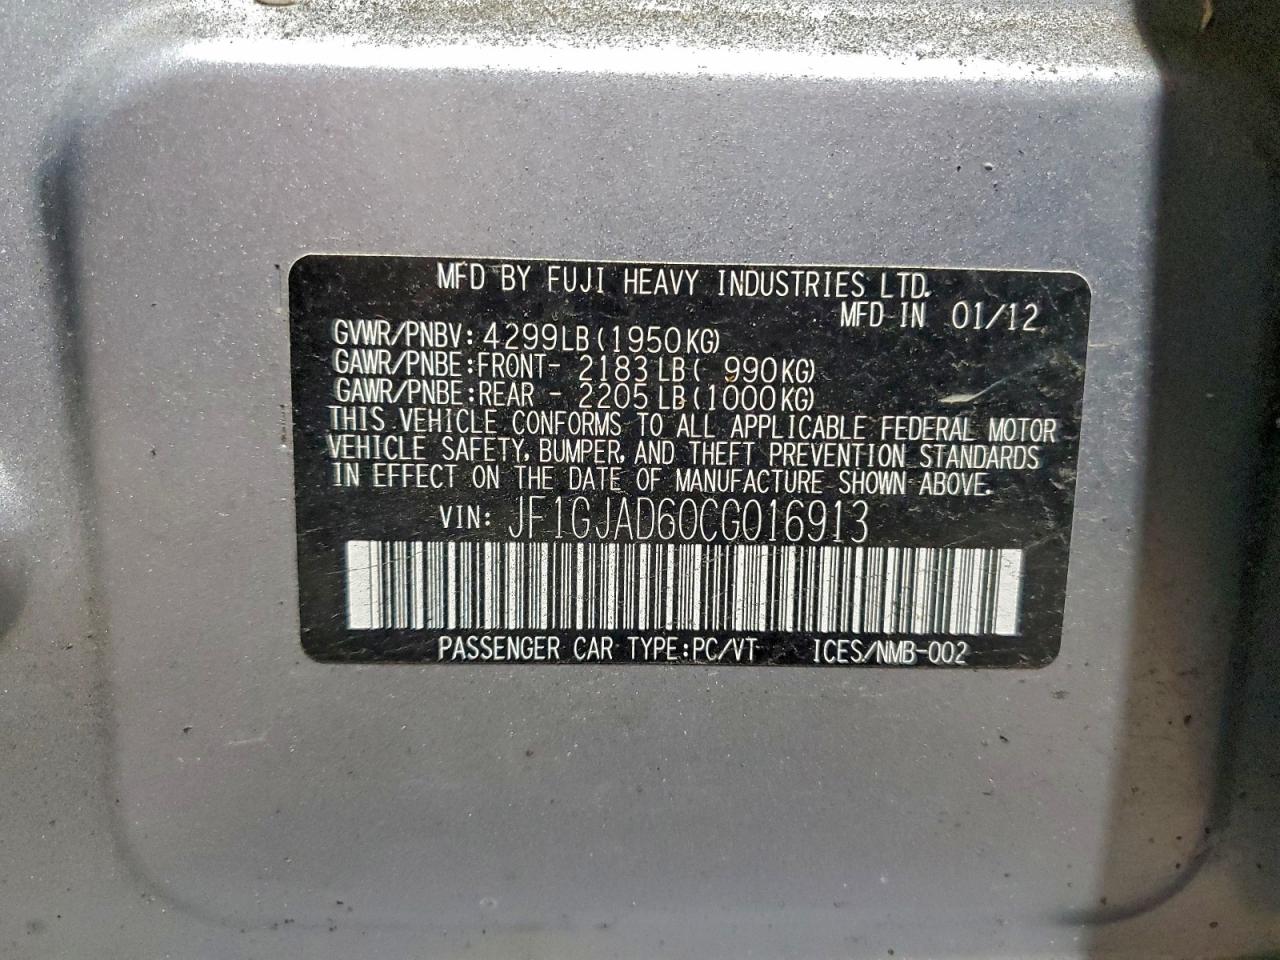 MFD BY FUJI HEAVY INDUSTRIES LTD.
MFD IN 01/12
GVWR/PNBV: 4299LB(1950KG)
GAWR/PNBE:FRONT- 2183LB( 990KG)
GAWR/PNBE:REAR - 2205LB(1000KG)
THIS VEHICLE CONFORMS TO ALL APPLICABLE FEDERAL MOTOR
VEHICLE SAFETY, BUMPER, AND THEFT PREVENTION STANDARDS
IN EFFECT ON THE DATE OF MANUFACTURE SHOWN ABOVE.
VIN: JF1GJAD60CG016913
PASSENGER CAR TYPE:PC/VT ICES/NMB-002